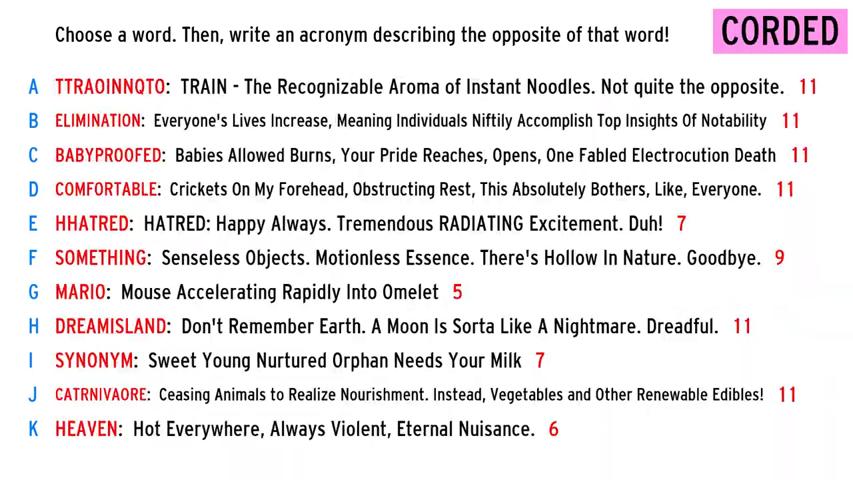 Choose a word. Then, write an acronym describing the opposite of that word!
CORDED
A TTRAOINNQTO: TRAIN - The Recognizable Aroma of Instant Noodles. Not quite the opposite. 11
B ELIMINATION: Everyone's Lives Increase, Meaning Individuals Niftily Accomplish Top Insights Of Notability 11
C BABYPROOFED: Babies Allowed Burns, Your Pride Reaches, Opens, One Fabled Electrocution Death 11
D COMFORTABLE: Crickets On My Forehead, Obstructing Rest, This Absolutely Bothers, Like, Everyone. 11
E HHATRED: HATRED: Happy Always. Tremendous RADIATING Excitement. Duh! 7
F SOMETHING: Senseless Objects. Motionless Essence. There's Hollow In Nature. Goodbye. 9
G MARIO: Mouse Accelerating Rapidly Into Omelet 5
H DREAMISLAND: Don't Remember Earth. A Moon Is Sorta Like A Nightmare. Dreadful. 11
I SYNONYM: Sweet Young Nurtured Orphan Needs Your Milk 7
J CATRNIVAORE: Ceasing Animals to Realize Nourishment. Instead, Vegetables and Other Renewable Edibles! 11
K HEAVEN: Hot Everywhere, Always Violent, Eternal Nuisance. 6